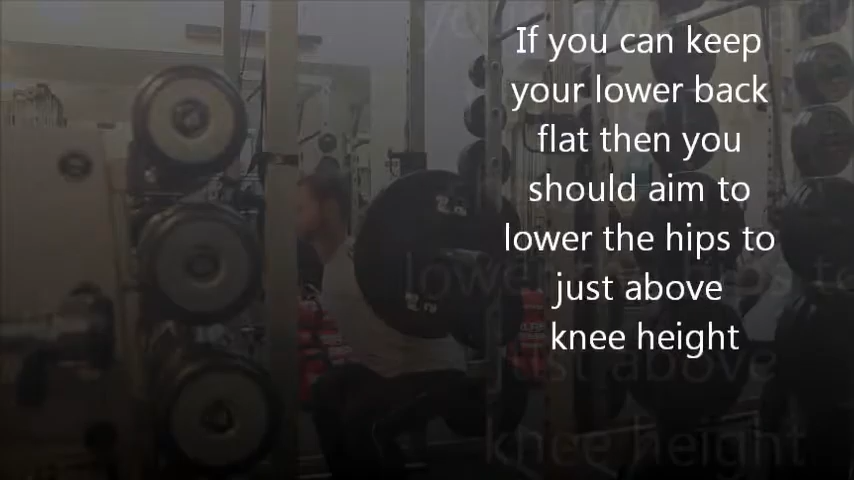 If you can keep
your lower back
flat then you
should aim to
lower the hips to
just above
knee height